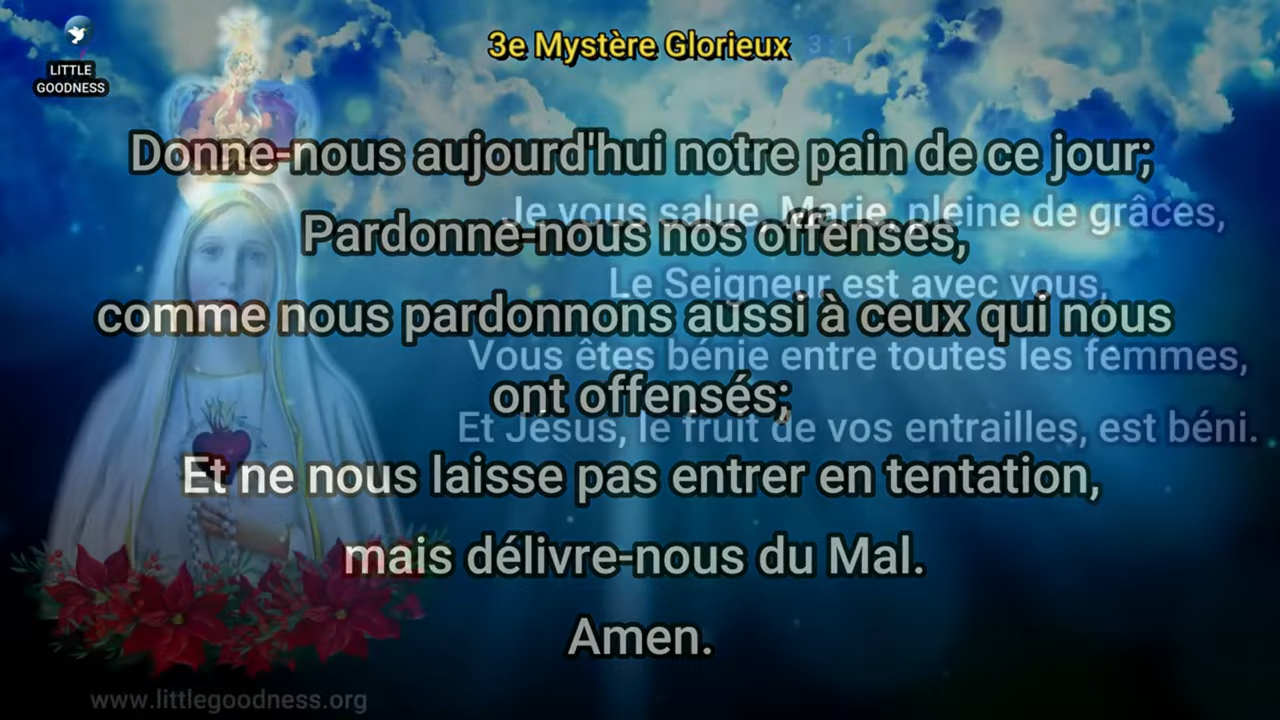 LITTLE
GOODNESS
3e Mystère Glorieux 3:1
Donne-nous aujourd'hui notre pain de ce jour;
Je vous salue, Marie, pleine de grâces,
Pardonne-nous nos offenses,
Le Seigneur est avec vous,
comme nous pardonnons aussi à ceux qui nous
Vous êtes bénie entre toutes les femmes,
ont offensés;
Et Jésus, le fruit de vos entrailles, est béni.
Et ne nous laisse pas entrer en tentation,
mais délivre-nous du Mal.
Amen.
www.littlegoodness.org